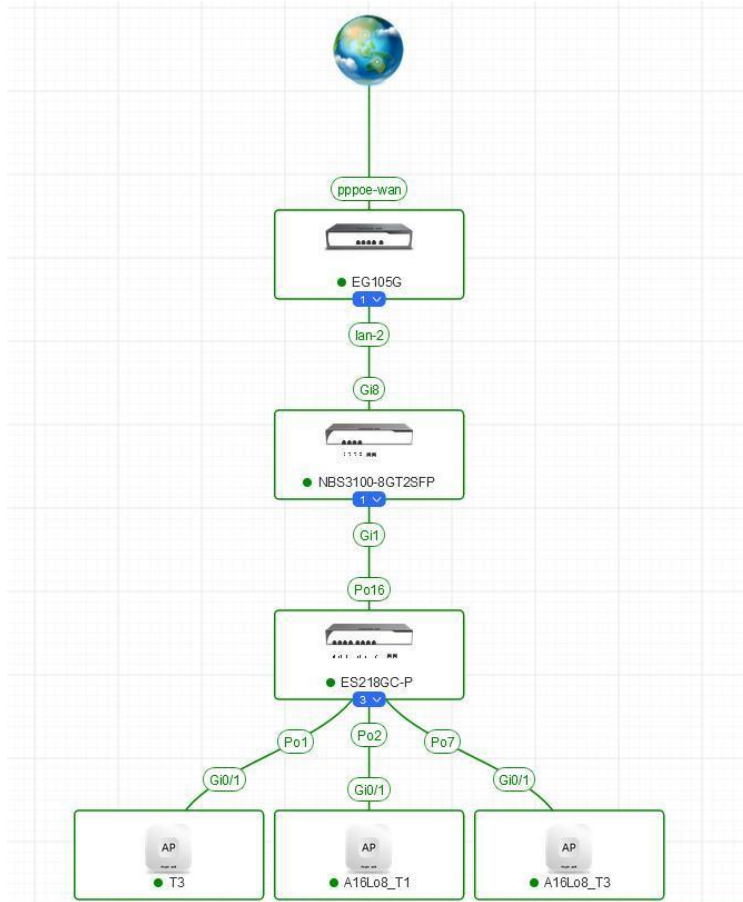 pppoe-wan
EG105G
1
lan-2
Gi8
NBS3100-8GT2SFP
1
Gi1
Po16
ES218GC-P
3
Po1
Po2
Po7
Gi0/1
Gi0/1
Gi0/1
AP
AP
AP
T3
A16Lo8_T1
A16Lo8_T3